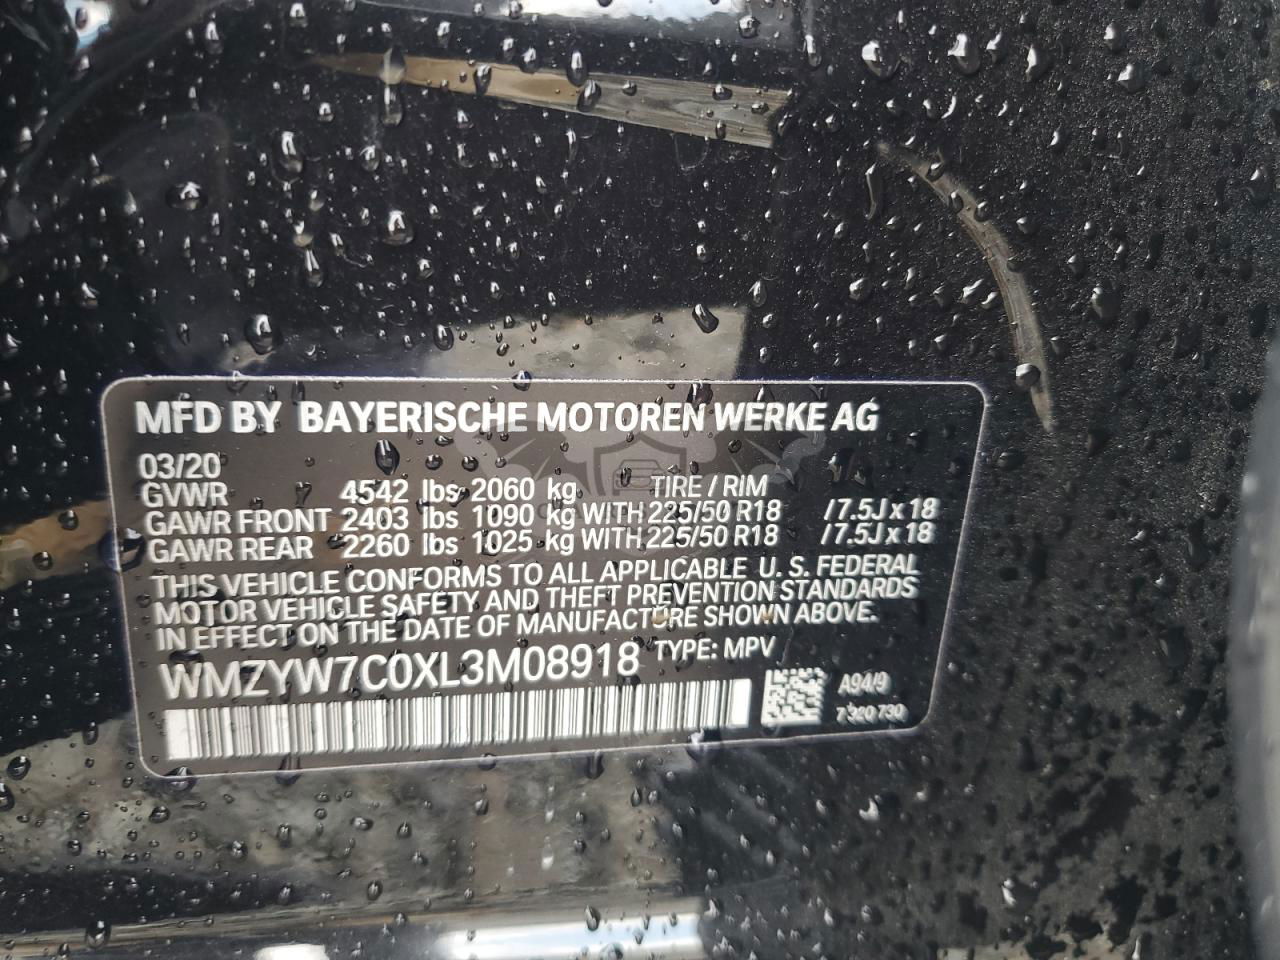 MFD BY BAYERISCHE MOTOREN WERKE AG
03/20
GVWR 4542 lbs 2060 kg TIRE / RIM
GAWR FRONT 2403 lbs 1090 kg WITH 225/50 R18 /7.5J x 18
GAWR REAR 2260 lbs 1025 kg WITH 225/50 R18 /7.5J x 18
THIS VEHICLE CONFORMS TO ALL APPLICABLE U. S. FEDERAL
MOTOR VEHICLE SAFETY AND THEFT PREVENTION STANDARDS
IN EFFECT ON THE DATE OF MANUFACTURE SHOWN ABOVE.
WMZYW7C0XL3M08918 TYPE: MPV
A94/9
7 320 730